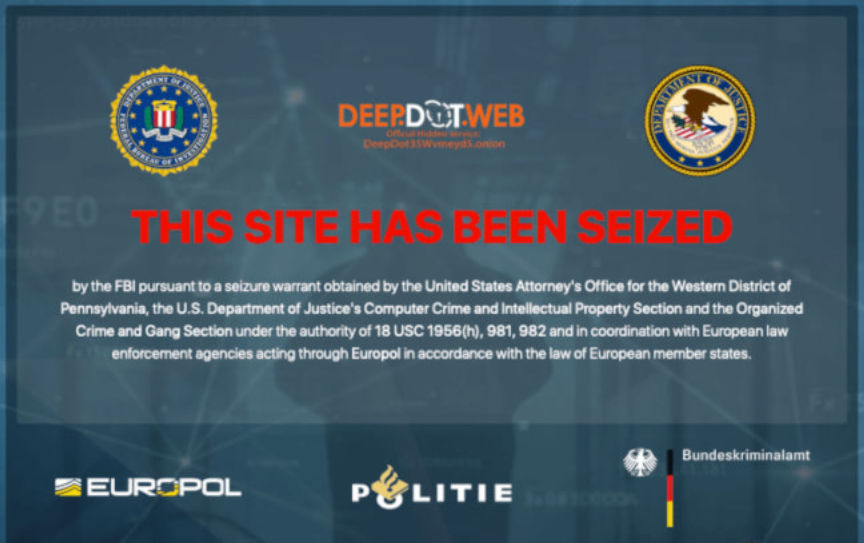 DEPARTMENT OF JUSTICE
FEDERAL BUREAU OF INVESTIGATION
DEEP.DOT.WEB
Official Hidden Service:
DEPARTMENT OF JUSTICE
F9E0
THIS SITE HAS BEEN SEIZED
by the FBI pursuant to a seizure warrant obtained by the United States Attorney's Office for the Western District of
Pennsylvania, the U.S. Department of Justice's Computer Crime and Intellectual Property Section and the Organized
Crime and Gang Section under the authority of 18 USC 1956(h), 981, 982 and in coordination with European law
enforcement agencies acting through Europol in accordance with the law of European member states.
EUROPOL
POLITIE
Bundeskriminalamt